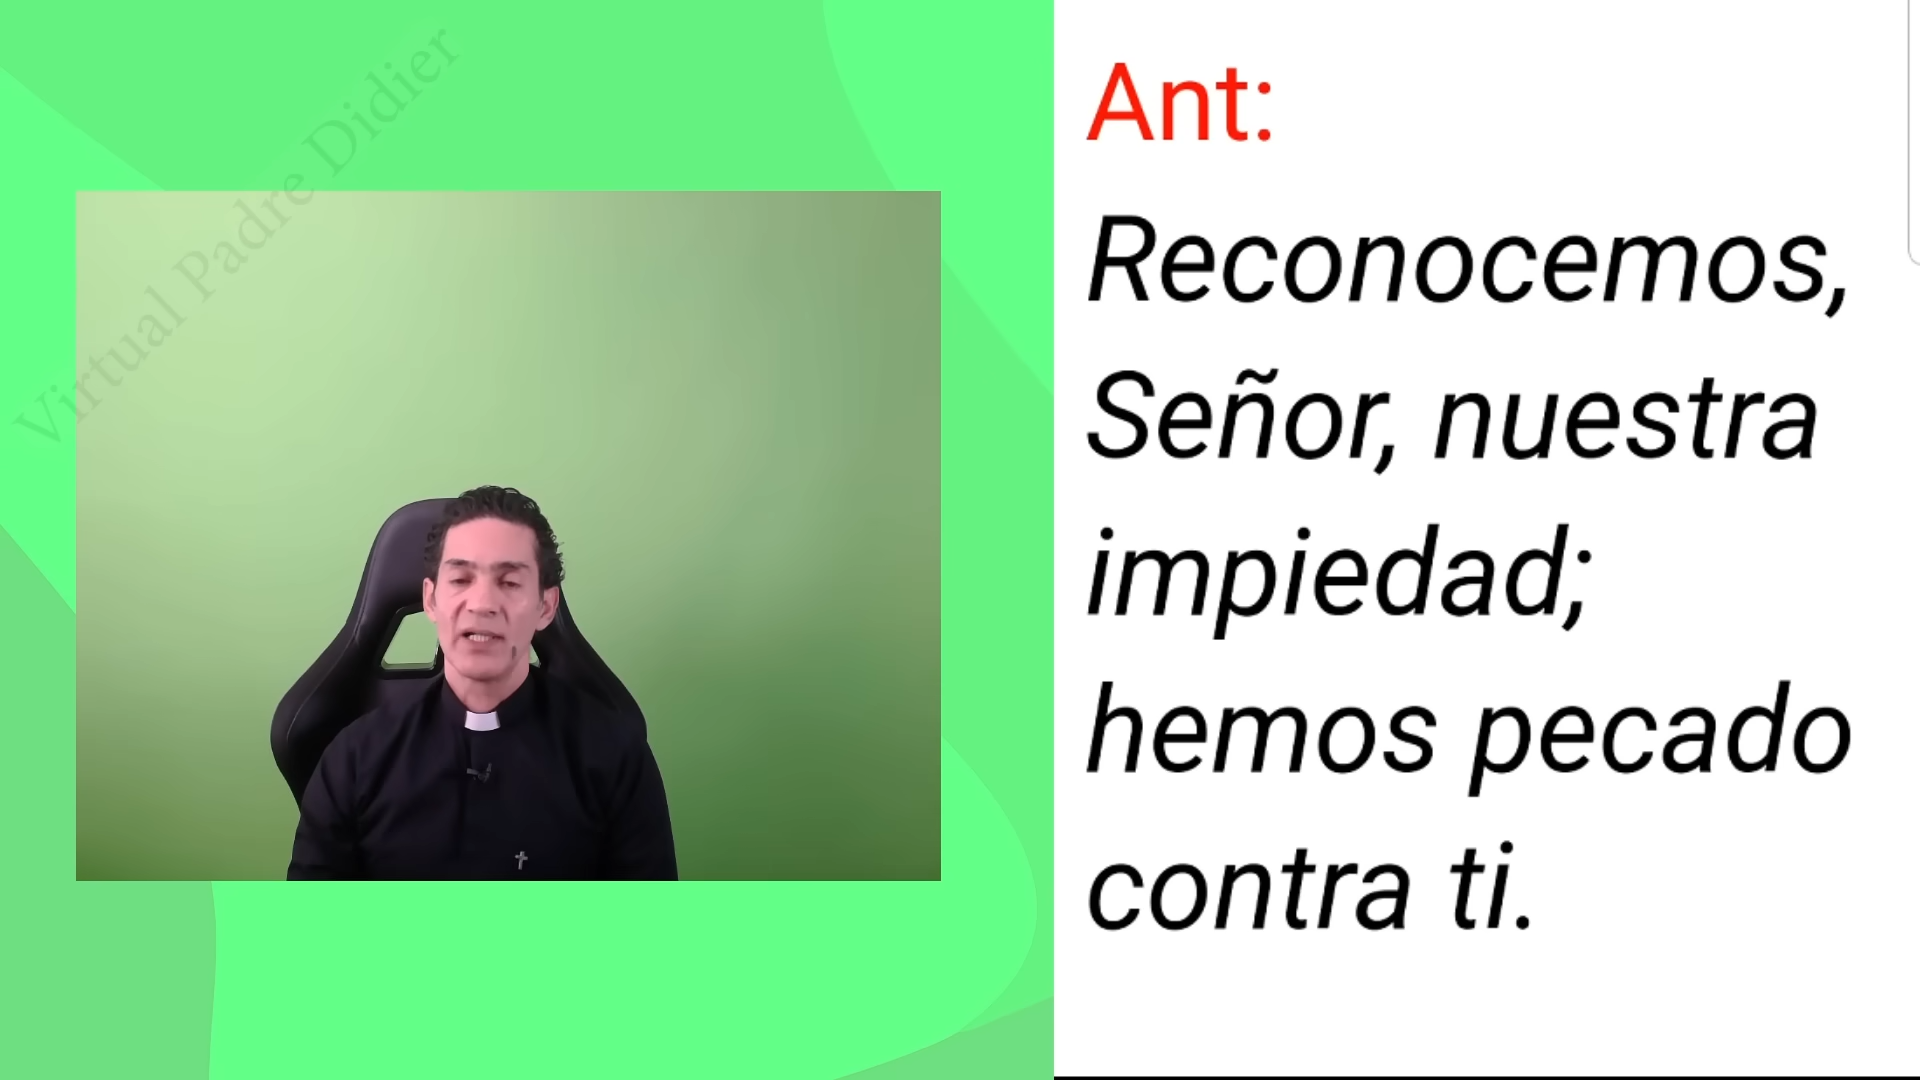 Virtual Padre Didier
Ant:
Reconocemos,
Señor, nuestra
impiedad;
hemos pecado
contra ti.